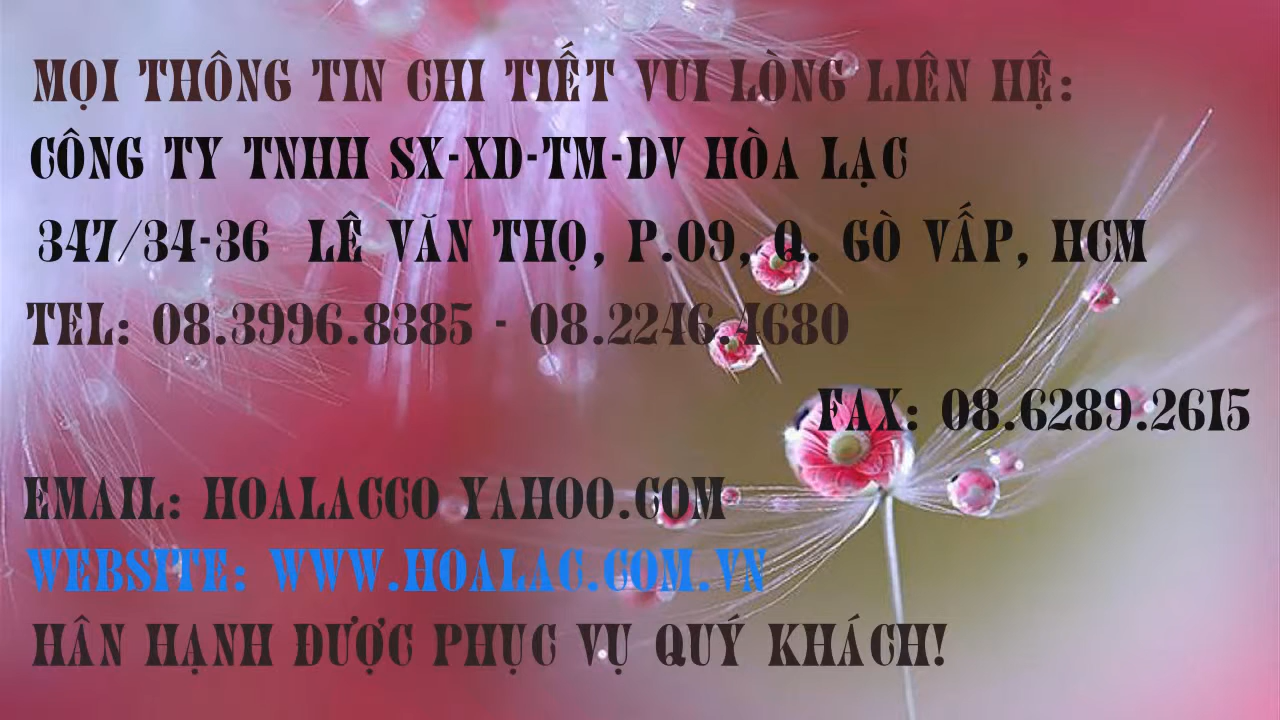 MỌI THÔNG TIN CHI TIẾT VUI LÒNG LIÊN HỆ:
CÔNG TY TNHH SX-XD-TM-DV HÒA LẠC
347/34-36 LÊ VĂN THỌ, P.09, Q. GÒ VẤP, HCM
TEL: 08.3996.8385 - 08.2246.4680
FAX: 08.6289.2615
EMAIL: HOALACCO YAHOO.COM
WEBSITE: WWW.HOALAC.COM.VN
HÂN HẠNH ĐƯỢC PHỤC VỤ QUÝ KHÁCH!